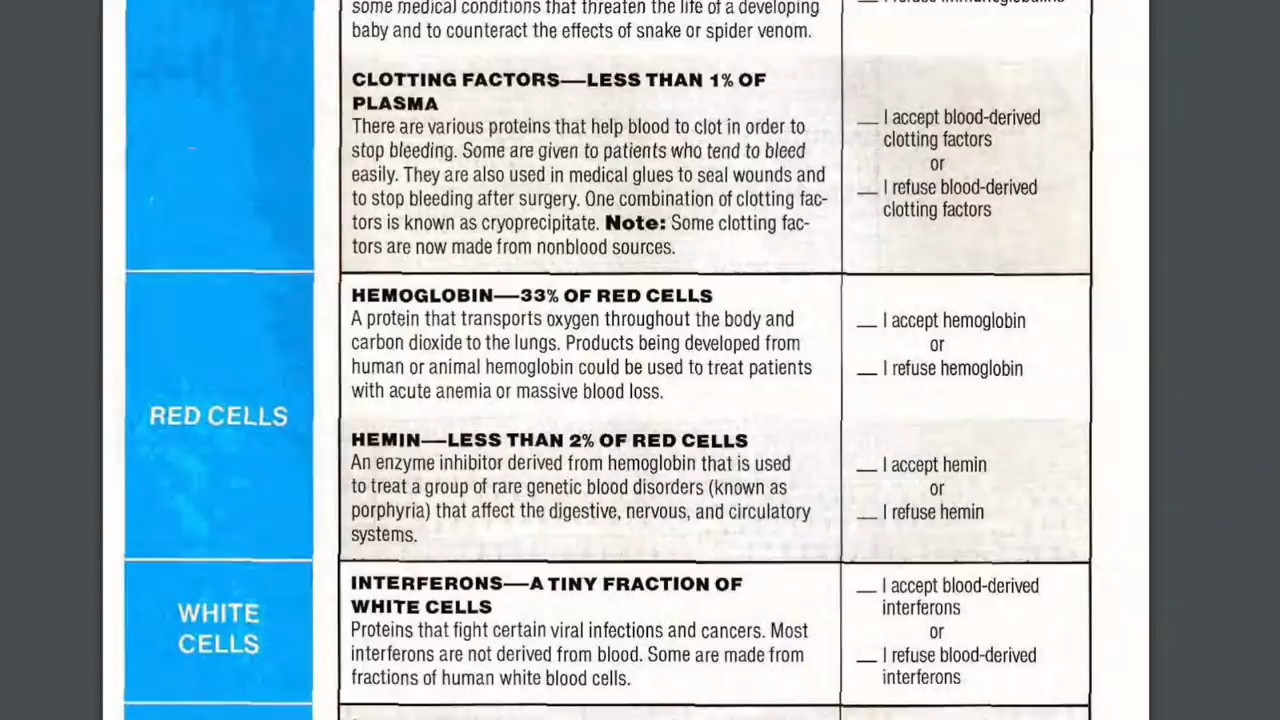 some medical conditions that threaten the life of a developing
baby and to counteract the effects of snake or spider venom.
CLOTTING FACTORS—LESS THAN 1% OF
PLASMA
There are various proteins that help blood to clot in order to
stop bleeding. Some are given to patients who tend to bleed
easily. They are also used in medical glues to seal wounds and
to stop bleeding after surgery. One combination of clotting fac-
tors is known as cryoprecipitate. Note: Some clotting fac-
tors are now made from nonblood sources.
__ I accept blood-derived
clotting factors
or
__ I refuse blood-derived
clotting factors
RED CELLS
HEMOGLOBIN—33% OF RED CELLS
A protein that transports oxygen throughout the body and
carbon dioxide to the lungs. Products being developed from
human or animal hemoglobin could be used to treat patients
with acute anemia or massive blood loss.
__ I accept hemoglobin
or
__ I refuse hemoglobin
HEMIN—LESS THAN 2% OF RED CELLS
An enzyme inhibitor derived from hemoglobin that is used
to treat a group of rare genetic blood disorders (known as
porphyria) that affect the digestive, nervous, and circulatory
systems.
__ I accept hemin
or
__ I refuse hemin
WHITE
CELLS
INTERFERONS—A TINY FRACTION OF
WHITE CELLS
Proteins that fight certain viral infections and cancers. Most
interferons are not derived from blood. Some are made from
fractions of human white blood cells.
__ I accept blood-derived
interferons
or
__ I refuse blood-derived
interferons